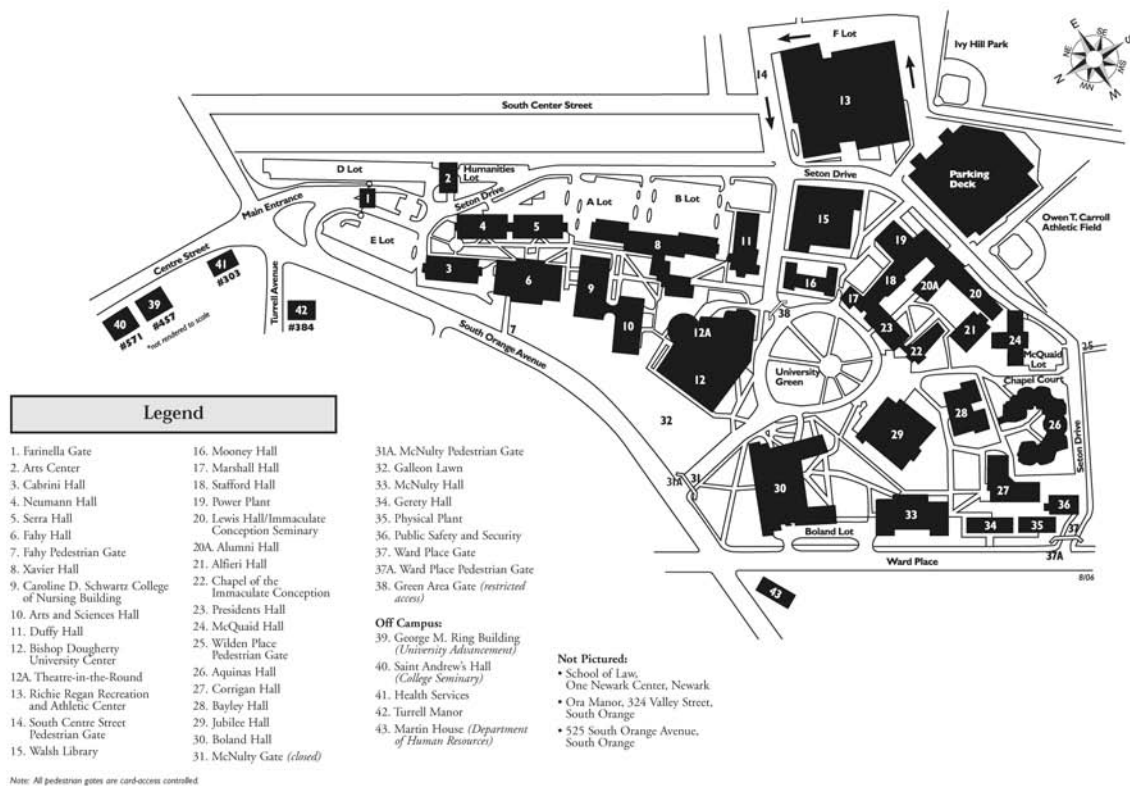 F Lot
Ivy Hill Park
E
SE
S
SW
W
NW
N
NE
14
13
South Center Street
D Lot
2
Humanities
Lot
Seton Drive
Parking
Deck
1
Seton Drive
A Lot
B Lot
Main Entrance
15
Owen T. Carroll
Athletic Field
E Lot
4
5
8
11
19
Centre Street
41
#303
3
6
9
16
18
20A
20
39
#457
40
#571
*not rendered to scale
Turrell Avenue
42
#384
7
10
38
17
23
21
22
24
McQuaid
Lot
25
South Orange Avenue
12A
12
University
Green
Chapel Court
28
26
Seton Drive
32
29
31A
31
30
27
36
33
34
35
37
Boland Lot
37A
Ward Place
8/06
43
Legend
1. Farinella Gate
2. Arts Center
3. Cabrini Hall
4. Neumann Hall
5. Serra Hall
6. Fahy Hall
7. Fahy Pedestrian Gate
8. Xavier Hall
9. Caroline D. Schwartz College
of Nursing Building
10. Arts and Sciences Hall
11. Duffy Hall
12. Bishop Dougherty
University Center
12A. Theatre-in-the-Round
13. Richie Regan Recreation
and Athletic Center
14. South Centre Street
Pedestrian Gate
15. Walsh Library
16. Mooney Hall
17. Marshall Hall
18. Stafford Hall
19. Power Plant
20. Lewis Hall/Immaculate
Conception Seminary
20A. Alumni Hall
21. Alfieri Hall
22. Chapel of the
Immaculate Conception
23. Presidents Hall
24. McQuaid Hall
25. Wilden Place
Pedestrian Gate
26. Aquinas Hall
27. Corrigan Hall
28. Bayley Hall
29. Jubilee Hall
30. Boland Hall
31. McNulty Gate (closed)
31A. McNulty Pedestrian Gate
32. Galleon Lawn
33. McNulty Hall
34. Gerety Hall
35. Physical Plant
36. Public Safety and Security
37. Ward Place Gate
37A. Ward Place Pedestrian Gate
38. Green Area Gate (restricted
access)
Off Campus:
39. George M. Ring Building
(University Advancement)
40. Saint Andrew's Hall
(College Seminary)
41. Health Services
42. Turrell Manor
43. Martin House (Department
of Human Resources)
Not Pictured:
• School of Law,
One Newark Center, Newark
• Ora Manor, 324 Valley Street,
South Orange
• 525 South Orange Avenue,
South Orange
Note: All pedestrian gates are card-access controlled.